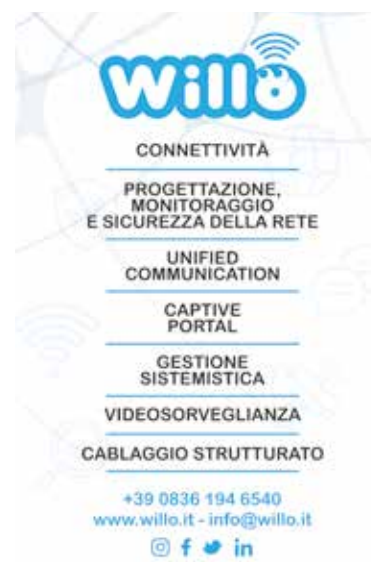 willo
CONNETTIVITÀ
PROGETTAZIONE,
MONITORAGGIO
E SICUREZZA DELLA RETE
UNIFIED
COMMUNICATION
CAPTIVE
PORTAL
GESTIONE
SISTEMISTICA
VIDEOSORVEGLIANZA
CABLAGGIO STRUTTURATO
+39 0836 194 6540
www.willo.it - info@willo.it